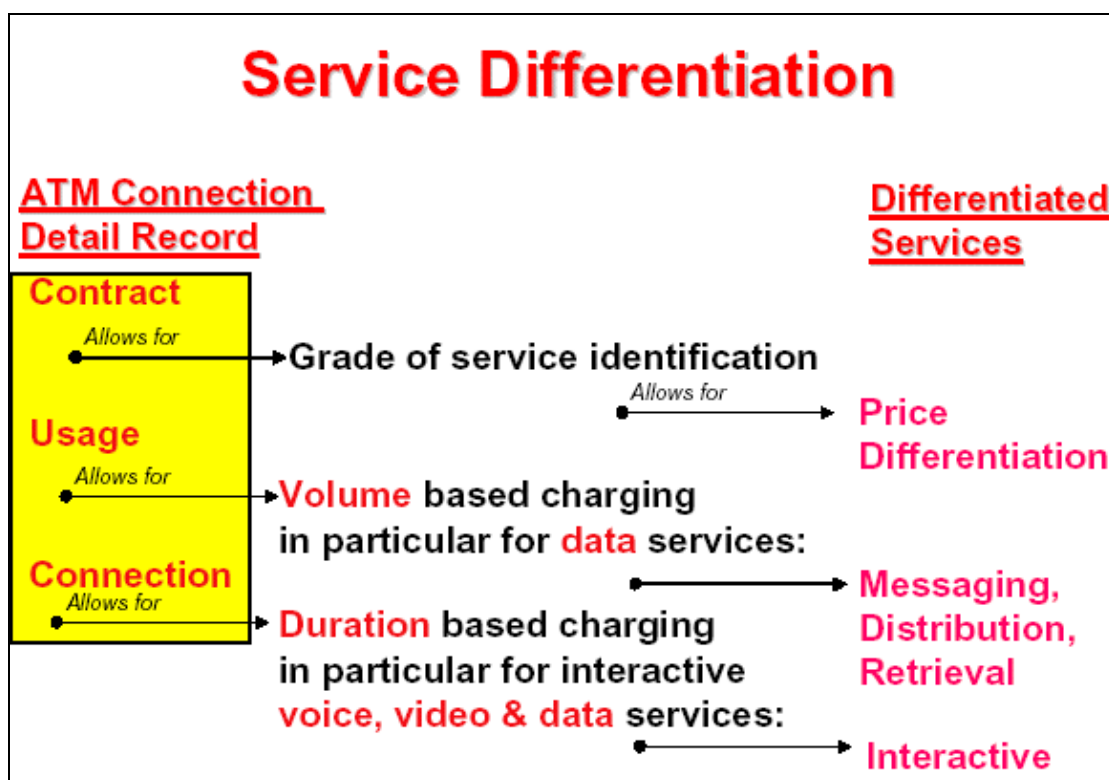 Service Differentiation
ATM Connection
Detail Record
Differentiated
Services
Contract
Allows for
Grade of service identification
Allows for
Price
Differentiation
Usage
Allows for
Volume based charging
in particular for data services:
Messaging,
Distribution,
Retrieval
Connection
Allows for
Duration based charging
in particular for interactive
voice, video & data services:
Interactive